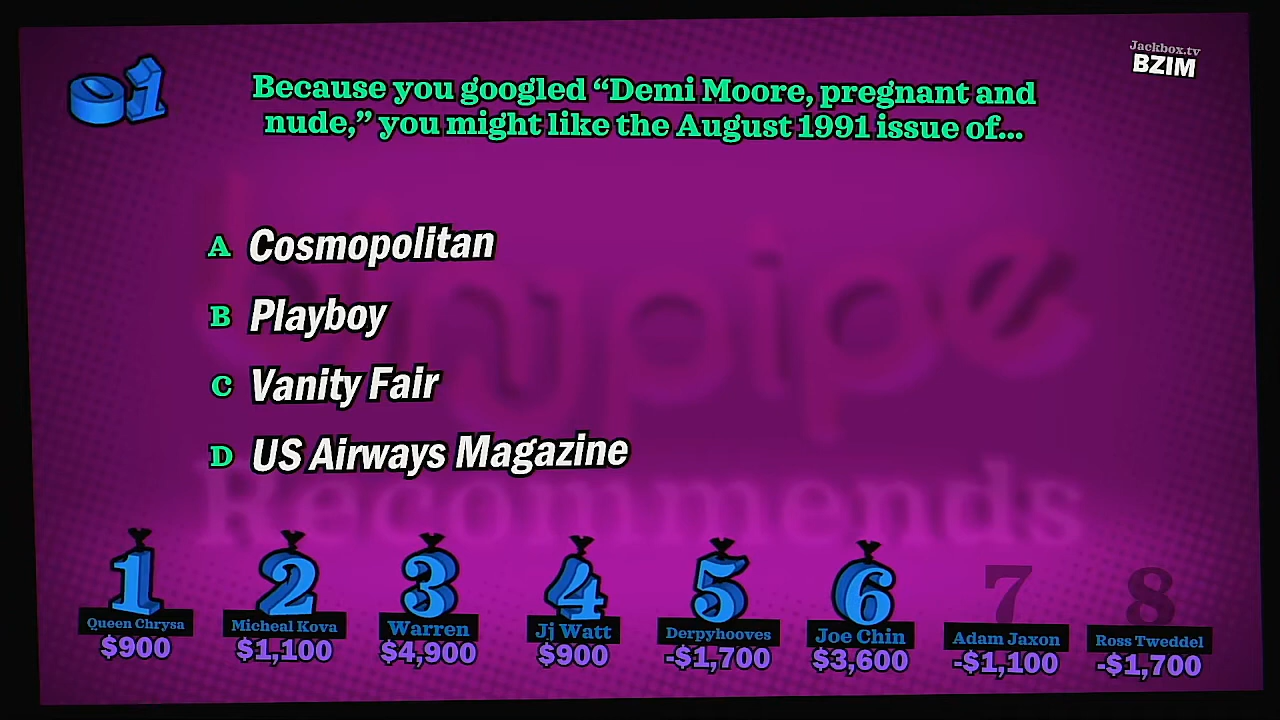 01
Jackbox.tv
BZIM
Because you googled “Demi Moore, pregnant and
nude,” you might like the August 1991 issue of...
A Cosmopolitan
B Playboy
C Vanity Fair
D US Airways Magazine
Recommends
1 2 3 4 5 6 7 8
Queen Chrysa Micheal Kova Warren Jj Watt Derpyhooves Joe Chin Adam Jaxon Ross Tweddel
$900 $1,100 $4,900 $900 -$1,700 $3,600 -$1,100 -$1,700